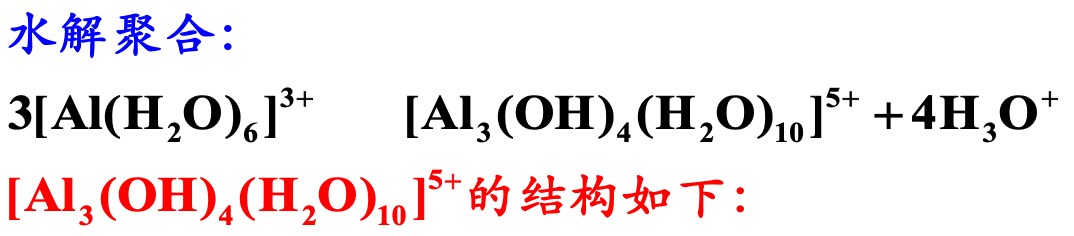 水解聚合:
3[Al(H₂O)₆]³⁺ [Al₃(OH)₄(H₂O)₁₀]⁵⁺ +4H₃O⁺
[Al₃(OH)₄(H₂O)₁₀]⁵⁺的结构如下: